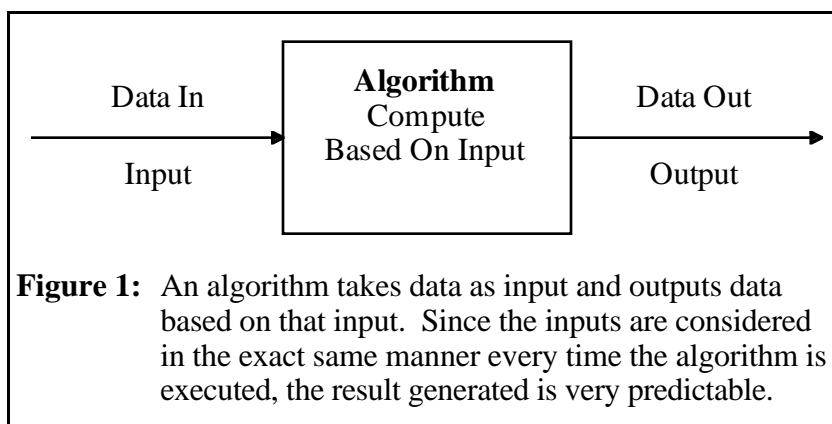 Data In
Input
Algorithm
Compute
Based On Input
Data Out
Output
Figure 1: An algorithm takes data as input and outputs data
based on that input. Since the inputs are considered
in the exact same manner every time the algorithm is
executed, the result generated is very predictable.